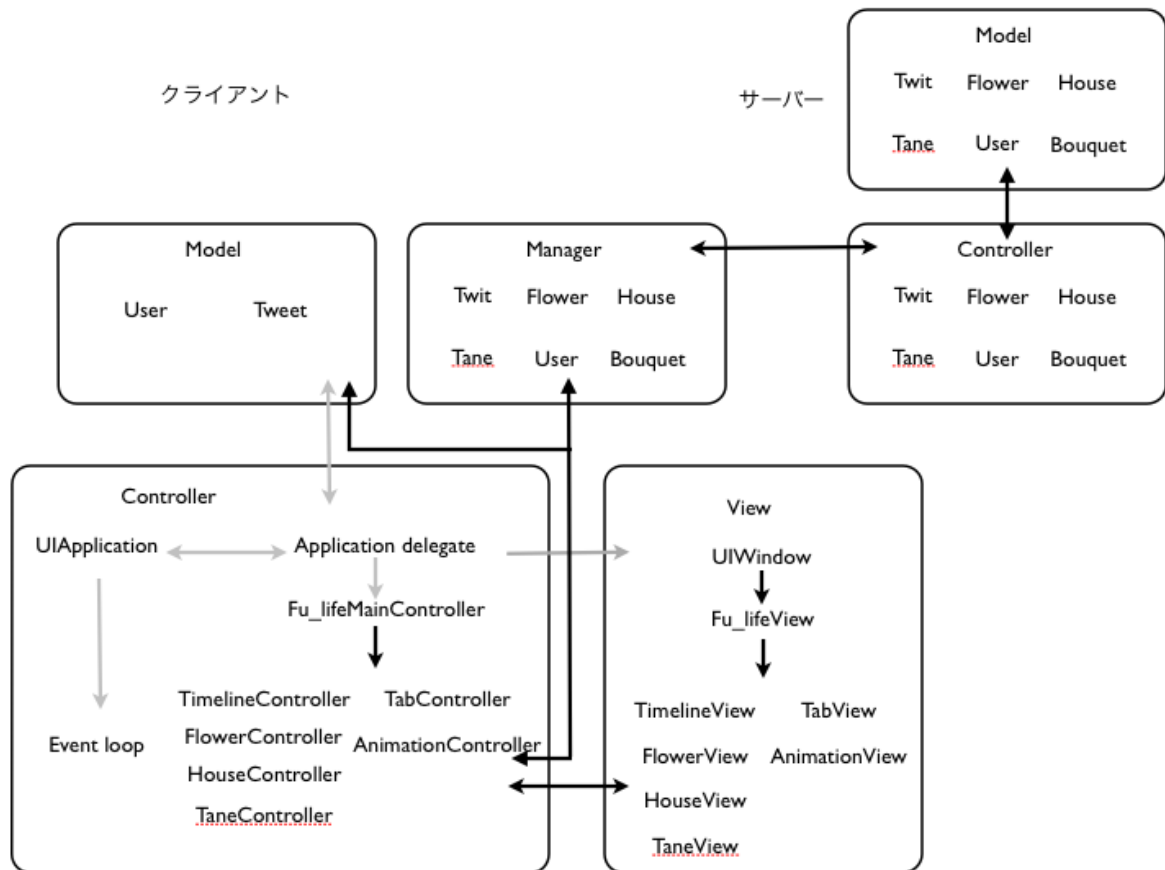 クライアント
サーバー
Model
Twit Flower House
Tane User Bouquet
Model
User Tweet
Manager
Twit Flower House
Tane User Bouquet
Controller
Twit Flower House
Tane User Bouquet
Controller
UIApplication Application delegate
Fu_lifeMainController
TimelineController TabController
FlowerController AnimationController
Event loop
HouseController
TaneController
View
UIWindow
Fu_lifeView
TimelineView TabView
FlowerView AnimationView
HouseView
TaneView